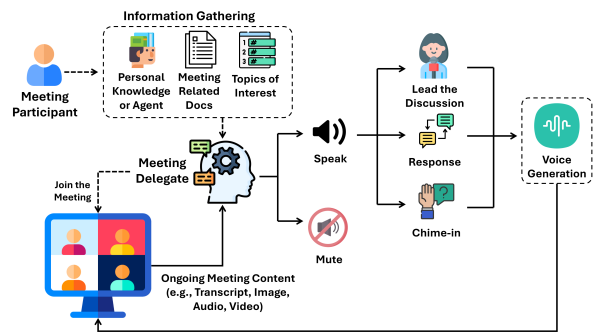 Information Gathering
Personal
Knowledge
or Agent
Meeting
Related
Docs
1 #
2 #
3 #
Topics of
Interest
Meeting
Participant
Meeting
Delegate
Join the
Meeting
Ongoing Meeting Content
(e.g., Transcript, Image,
Audio, Video)
Speak
Mute
Lead the
Discussion
Response
?
Chime-in
Voice
Generation